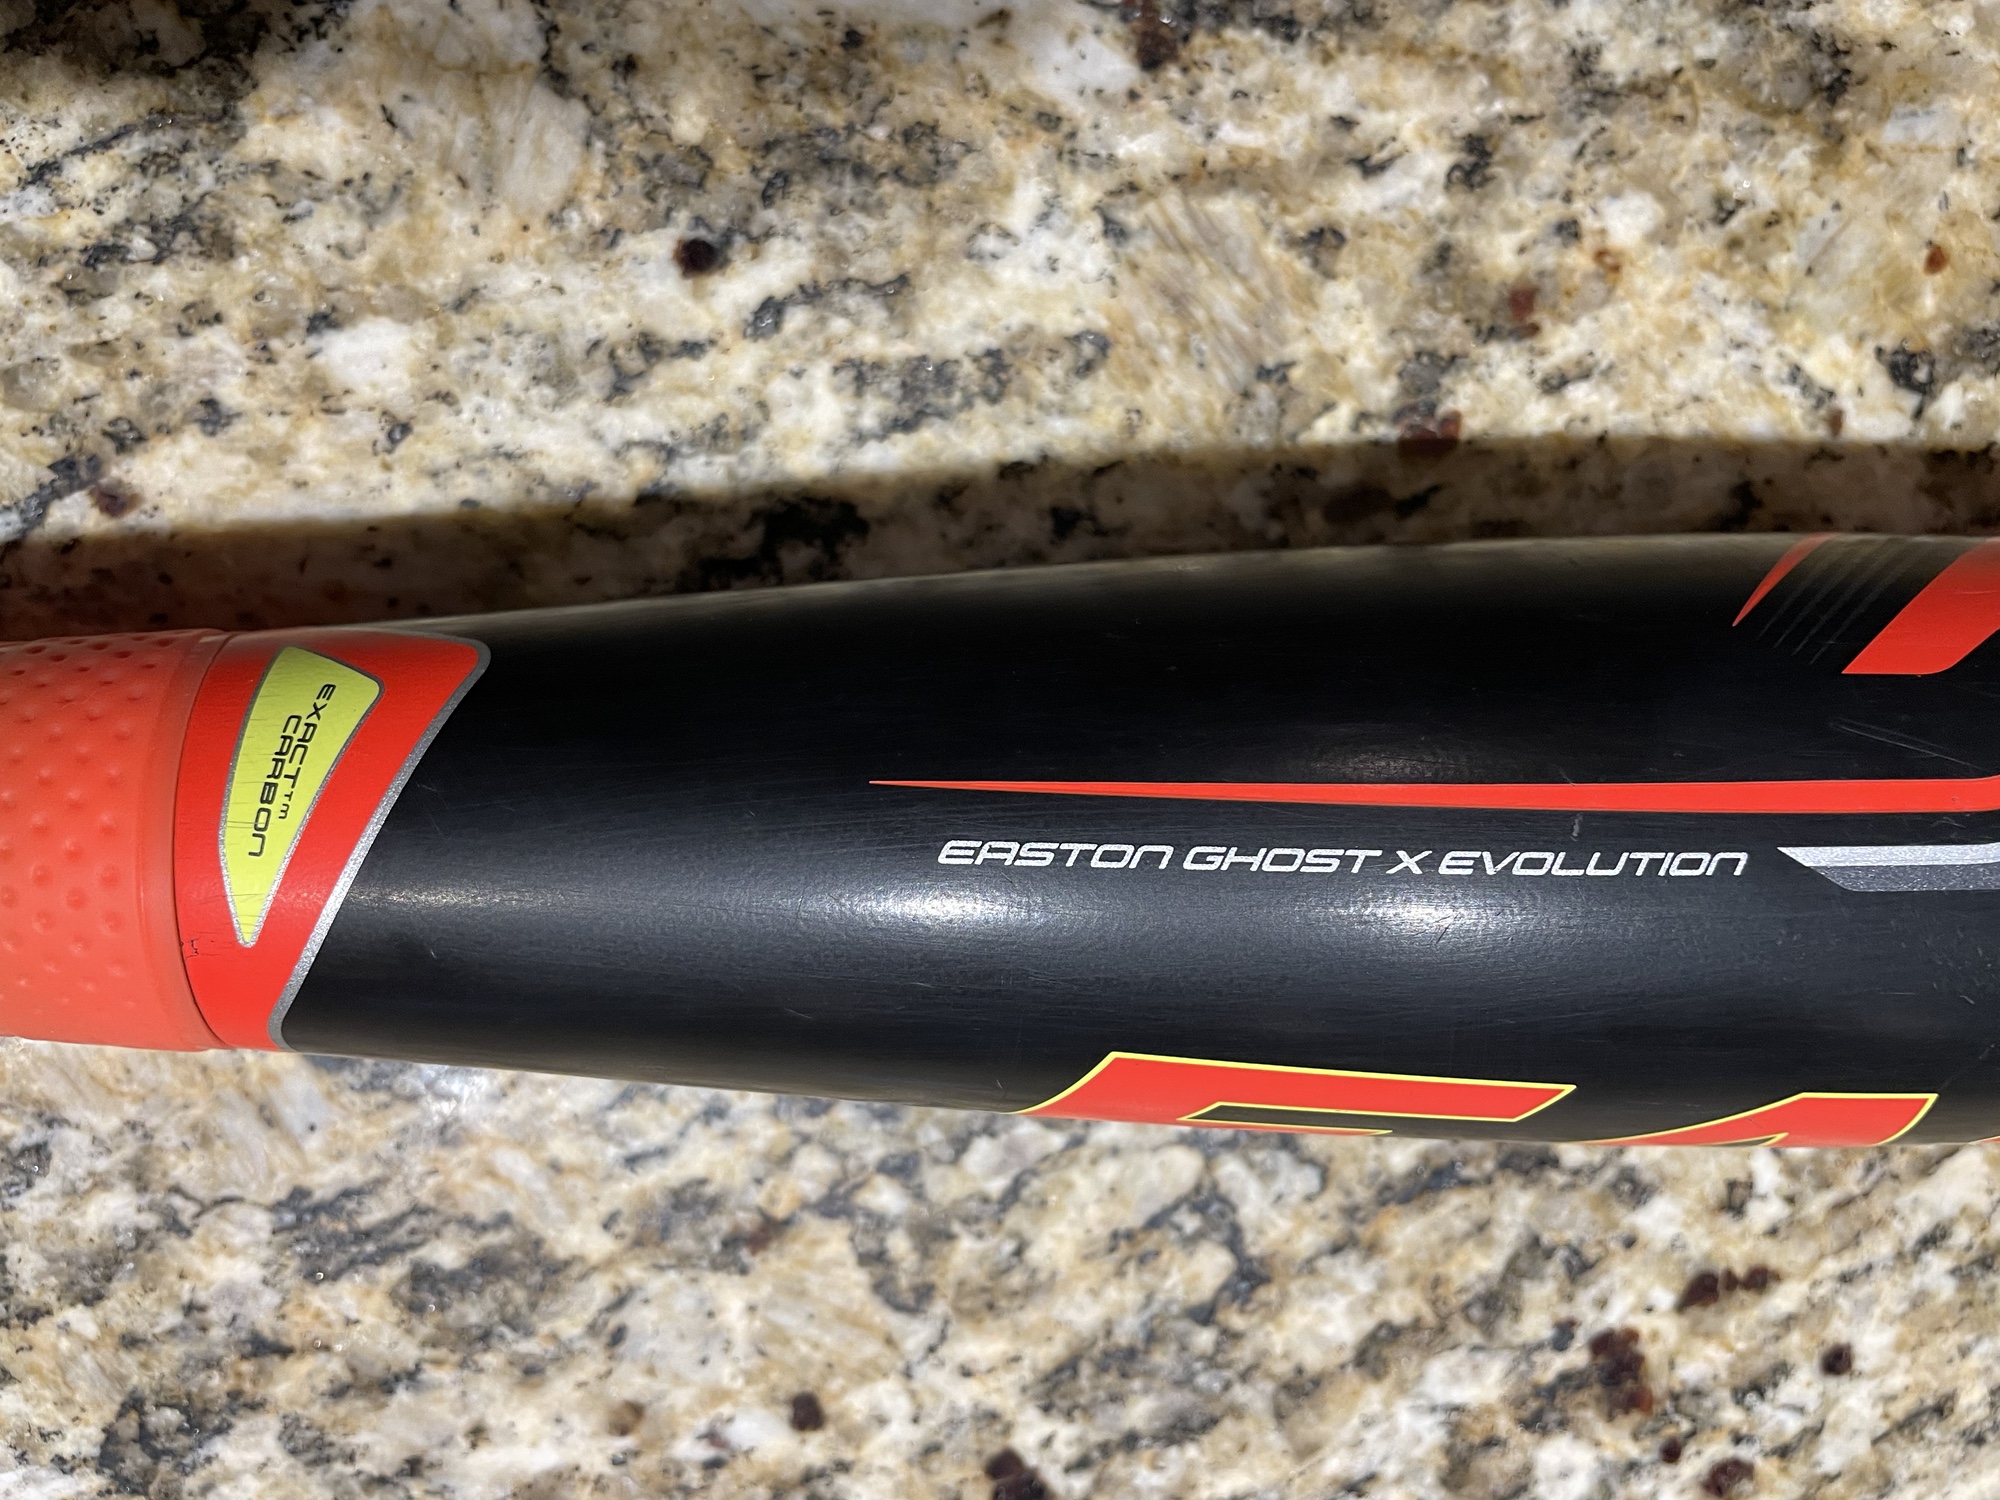 EXACT™
CARBON
EASTON GHOST X EVOLUTION